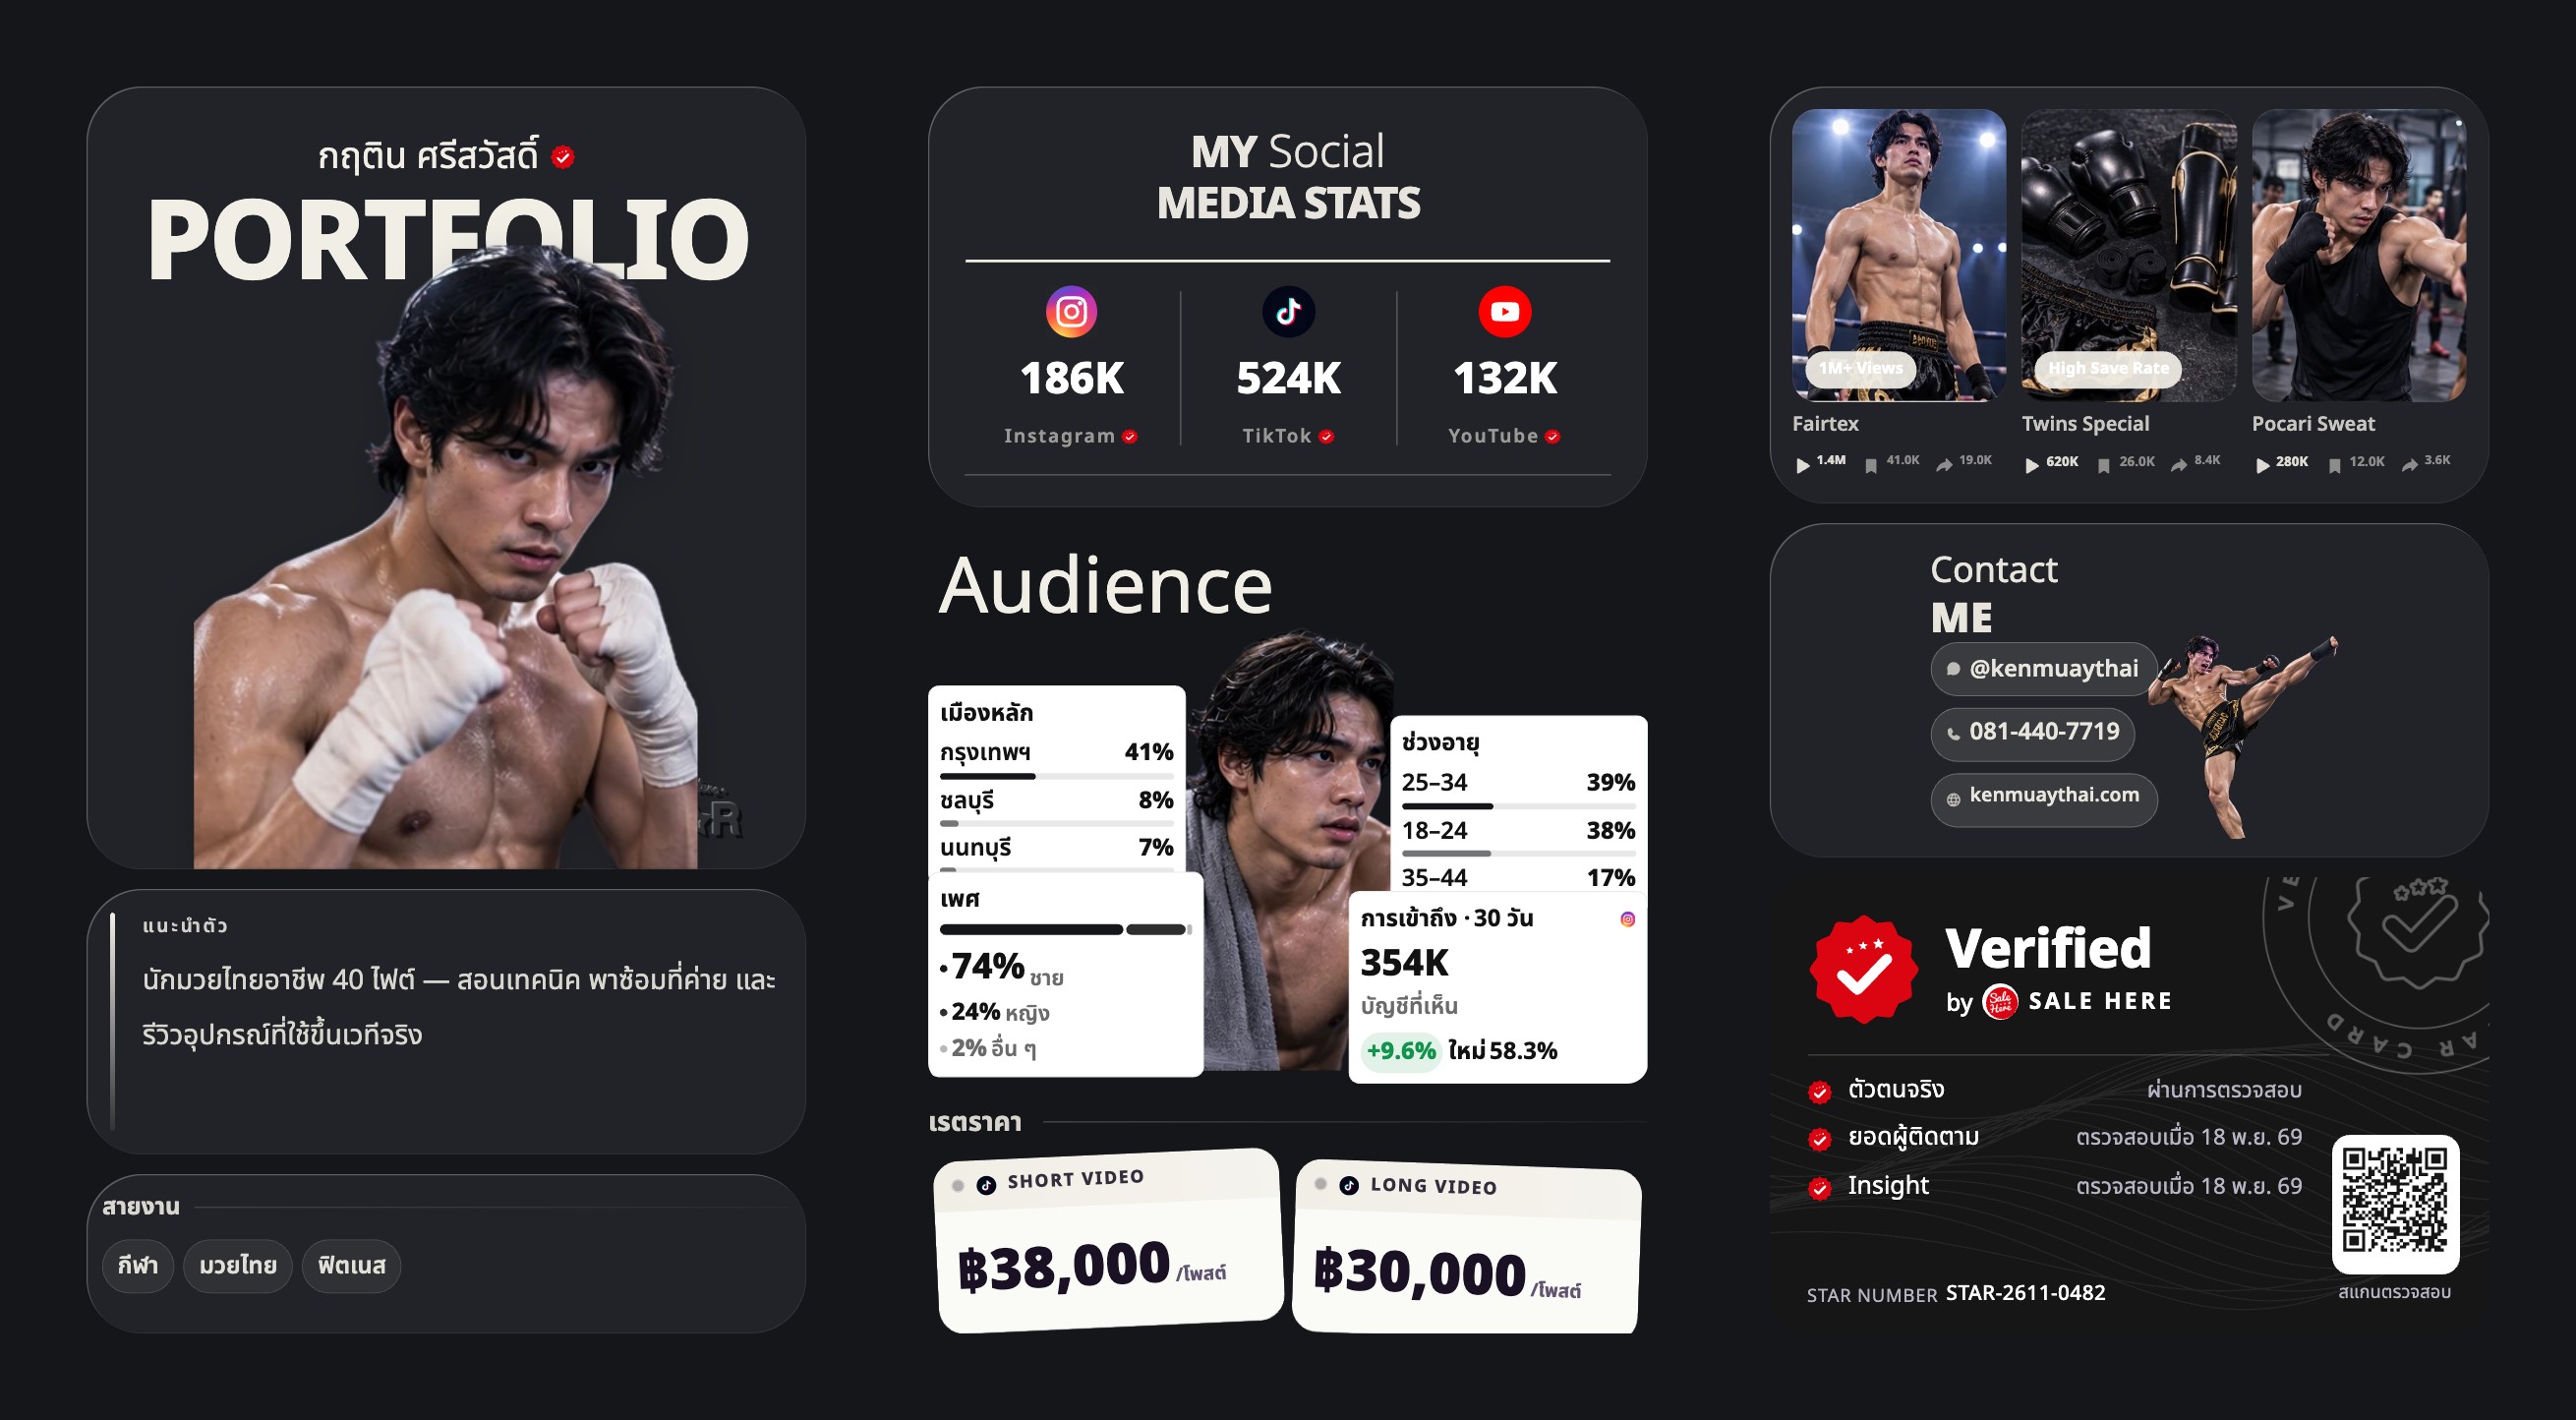 กฤติน ศรีสวัสดิ์
PORTFOLIO
แนะนำตัว
นักมวยไทยอาชีพ 40 ไฟต์ — สอนเทคนิค พาซ้อมที่ค่าย และ
รีวิวอุปกรณ์ที่ใช้ขึ้นเวทีจริง
สายงาน
กีฬา มวยไทย ฟิตเนส
MY Social
MEDIA STATS
186K 524K 132K
Instagram TikTok YouTube
Audience
เมืองหลัก
กรุงเทพฯ 41%
ชลบุรี 8%
นนทบุรี 7%
เพศ
74% ชาย
24% หญิง
2% อื่น ๆ
ช่วงอายุ
25–34 39%
18–24 38%
35–44 17%
การเข้าถึง · 30 วัน
354K
บัญชีที่เห็น
+9.6% ใหม่ 58.3%
เรตราคา
SHORT VIDEO
฿38,000 /โพสต์
LONG VIDEO
฿30,000 /โพสต์
1M+ Views High Save Rate
Fairtex Twins Special Pocari Sweat
1.4M 41.0K 19.0K 620K 26.0K 8.4K 280K 12.0K 3.6K
Contact
ME
@kenmuaythai
081-440-7719
kenmuaythai.com
Verified
by Sale Here SALE HERE
ตัวตนจริง ผ่านการตรวจสอบ
ยอดผู้ติดตาม ตรวจสอบเมื่อ 18 พ.ย. 69
Insight ตรวจสอบเมื่อ 18 พ.ย. 69
STAR NUMBER STAR-2611-0482
สแกนตรวจสอบ
VE
AR CARD